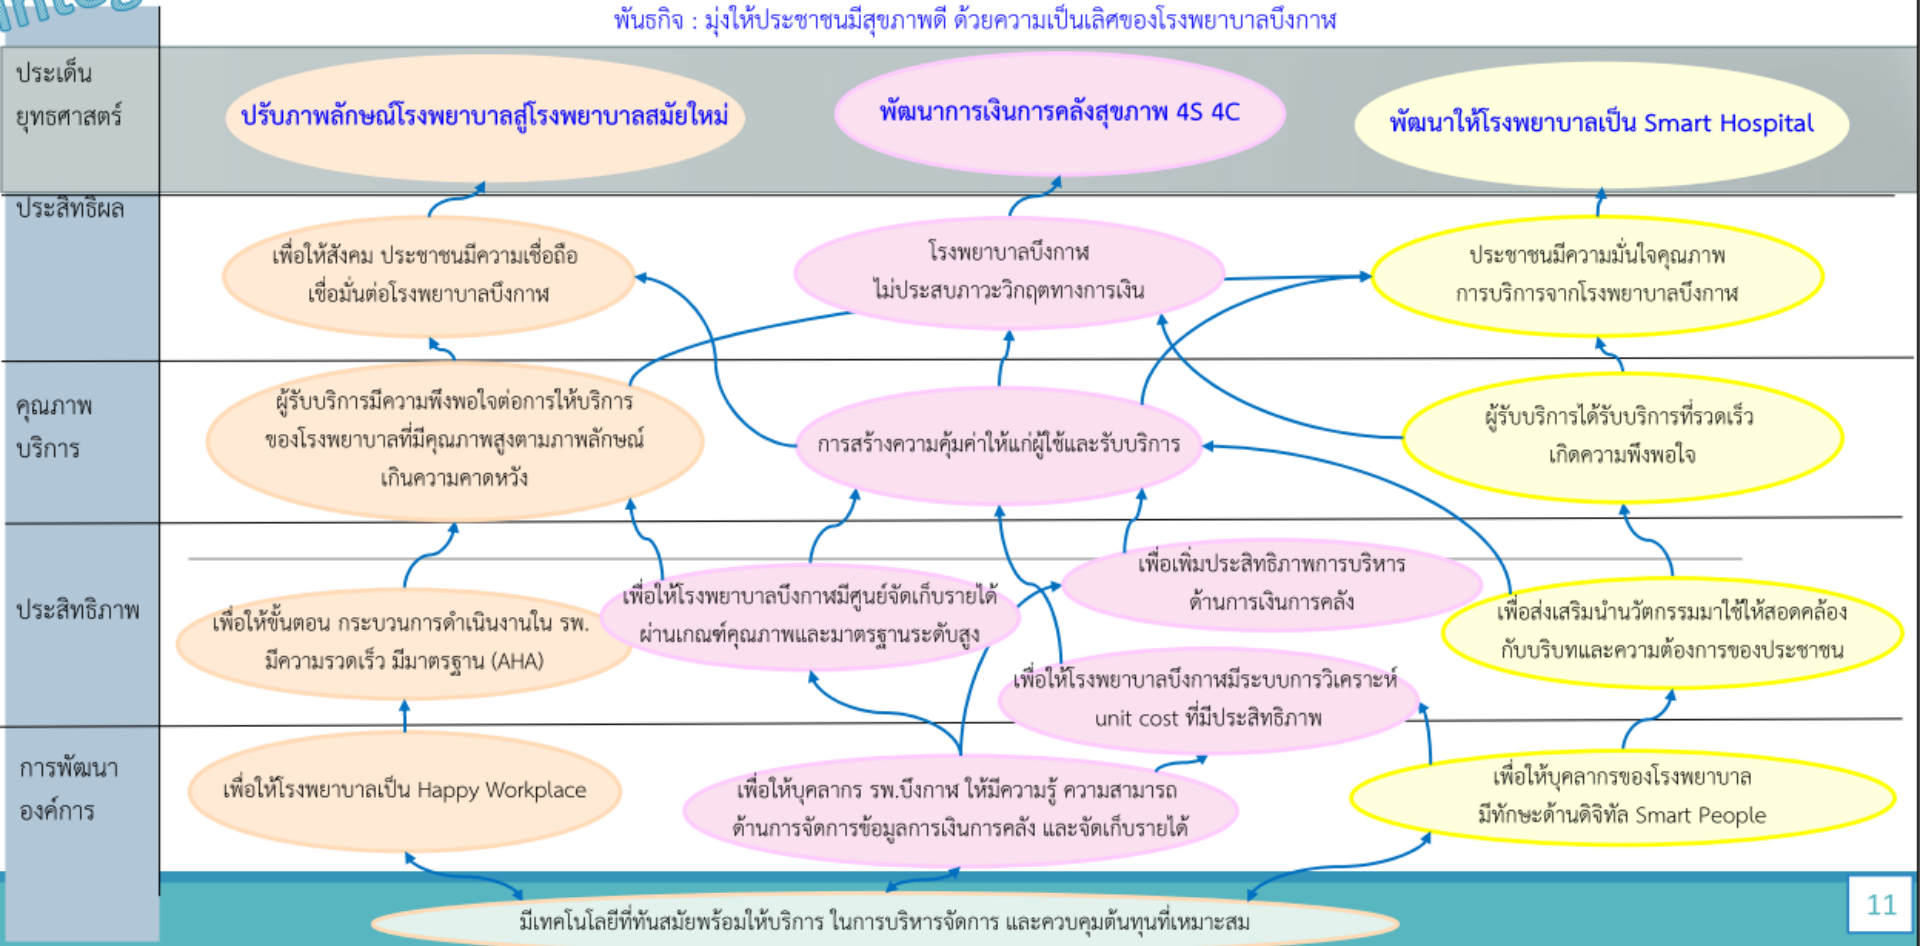 integ
พันธกิจ : มุ่งให้ประชาชนมีสุขภาพดี ด้วยความเป็นเลิศของโรงพยาบาลบึงกาฬ
ประเด็น
ยุทธศาสตร์
ปรับภาพลักษณ์โรงพยาบาลสู่โรงพยาบาลสมัยใหม่
พัฒนาการเงินการคลังสุขภาพ 4S 4C
พัฒนาให้โรงพยาบาลเป็น Smart Hospital
ประสิทธิผล
เพื่อให้สังคม ประชาชนมีความเชื่อถือ
เชื่อมั่นต่อโรงพยาบาลบึงกาฬ
โรงพยาบาลบึงกาฬ
ไม่ประสบภาวะวิกฤตทางการเงิน
ประชาชนมีความมั่นใจคุณภาพ
การบริการจากโรงพยาบาลบึงกาฬ
คุณภาพ
บริการ
ผู้รับบริการมีความพึงพอใจต่อการให้บริการ
ของโรงพยาบาลที่มีคุณภาพสูงตามภาพลักษณ์
เกินความคาดหวัง
การสร้างความคุ้มค่าให้แก่ผู้ใช้และรับบริการ
ผู้รับบริการได้รับบริการที่รวดเร็ว
เกิดความพึงพอใจ
ประสิทธิภาพ
เพื่อให้ขั้นตอน กระบวนการดำเนินงานใน รพ.
มีความรวดเร็ว มีมาตรฐาน (AHA)
เพื่อให้โรงพยาบาลบึงกาฬมีศูนย์จัดเก็บรายได้
ผ่านเกณฑ์คุณภาพและมาตรฐานระดับสูง
เพื่อเพิ่มประสิทธิภาพการบริหาร
ด้านการเงินการคลัง
เพื่อให้โรงพยาบาลบึงกาฬมีระบบการวิเคราะห์
unit cost ที่มีประสิทธิภาพ
เพื่อส่งเสริมนำนวัตกรรมมาใช้ให้สอดคล้อง
กับบริบทและความต้องการของประชาชน
การพัฒนา
องค์การ
เพื่อให้โรงพยาบาลเป็น Happy Workplace
เพื่อให้บุคลากร รพ.บึงกาฬ ให้มีความรู้ ความสามารถ
ด้านการจัดการข้อมูลการเงินการคลัง และจัดเก็บรายได้
เพื่อให้บุคลากรของโรงพยาบาล
มีทักษะด้านดิจิทัล Smart People
มีเทคโนโลยีที่ทันสมัยพร้อมให้บริการ ในการบริหารจัดการ และควบคุมต้นทุนที่เหมาะสม
11